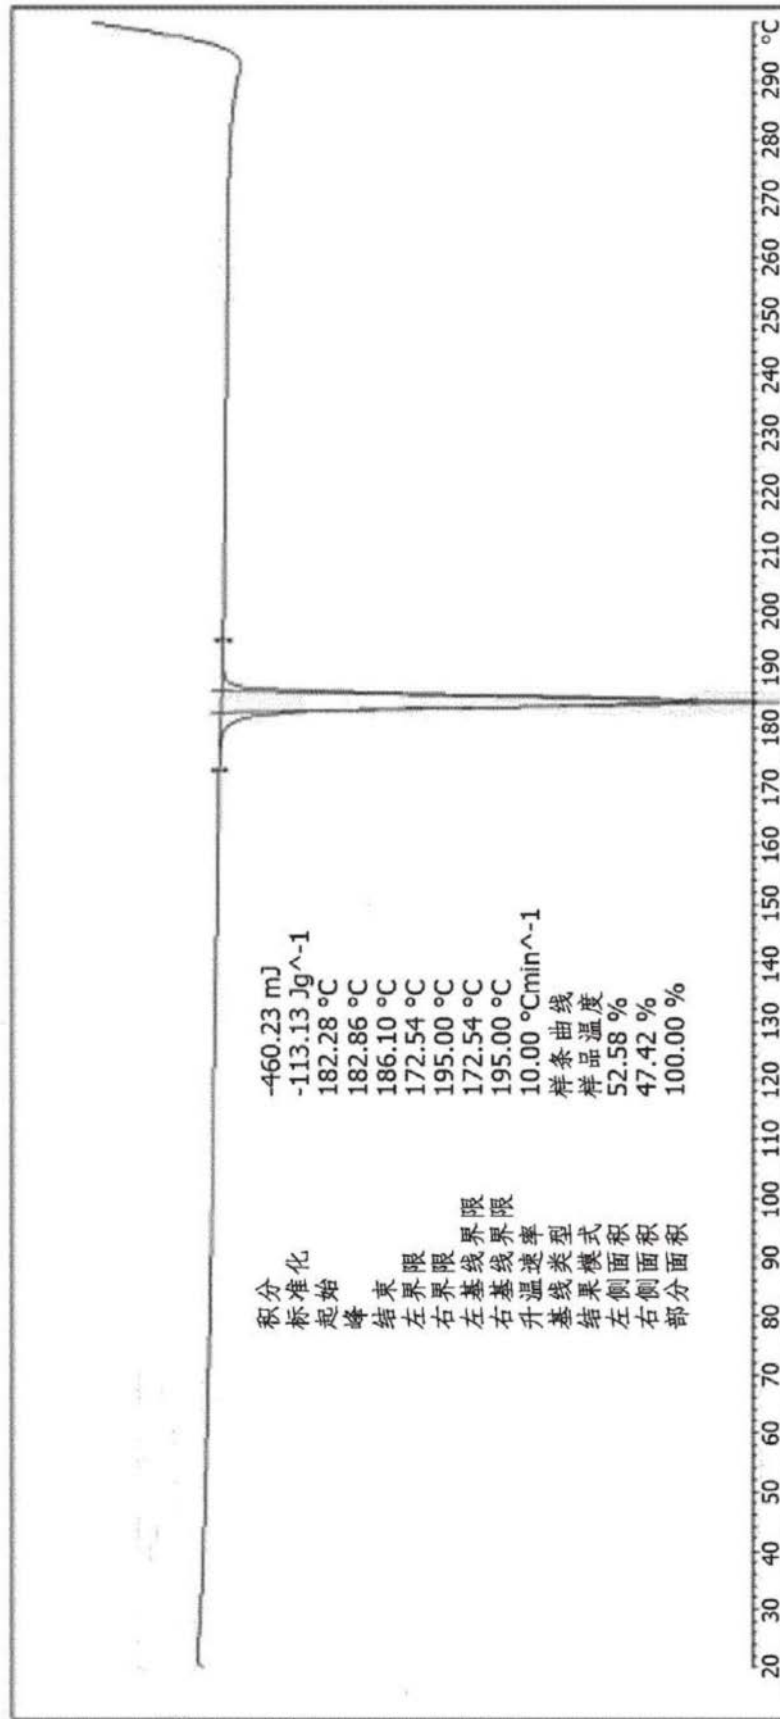 积分 -460.23 mJ
标准化 -113.13 Jg^-1
起始 182.28 °C
峰 182.86 °C
结束 186.10 °C
左界限 172.54 °C
右界限 195.00 °C
左基线界限 172.54 °C
右基线界限 195.00 °C
升温速率 10.00 °Cmin^-1
基线类型 样条曲线
结果模式 样品温度
左侧面积 52.58 %
右侧面积 47.42 %
部分面积 100.00 %
20 30 40 50 60 70 80 90 100 110 120 130 140 150 160 170 180 190 200 210 220 230 240 250 260 270 280 290 °C